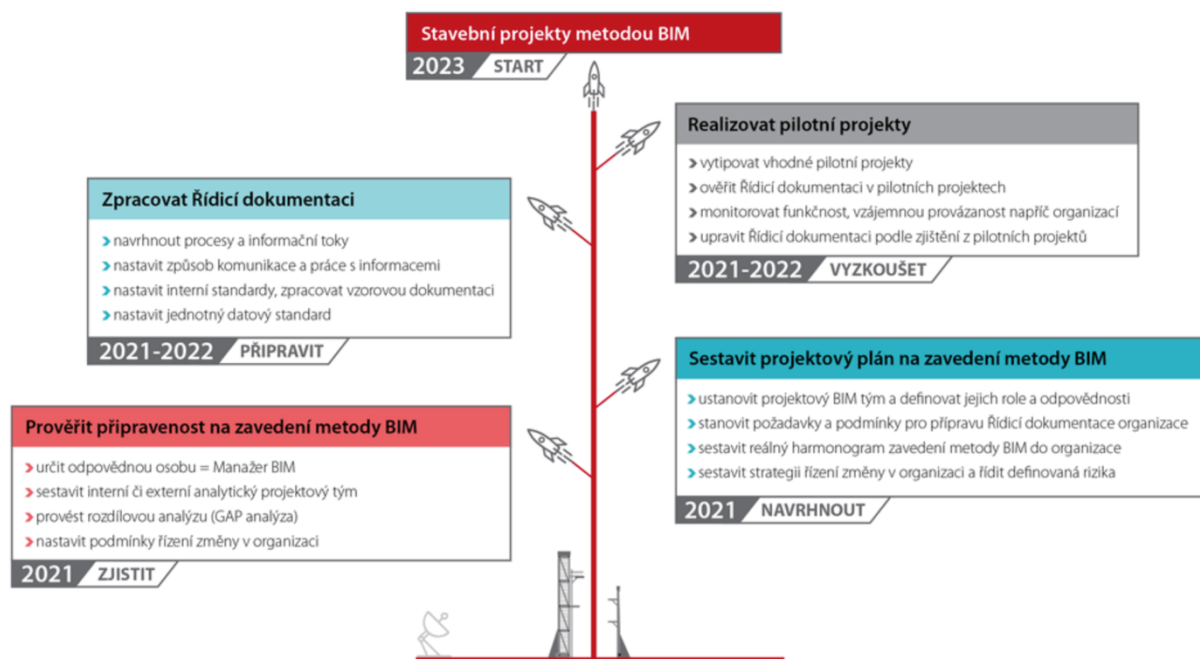 Stavební projekty metodou BIM
2023 START
Realizovat pilotní projekty
vytipovat vhodné pilotní projekty
ověřit Řídicí dokumentaci v pilotních projektech
monitorovat funkčnost, vzájemnou provázanost napříč organizací
upravit Řídicí dokumentaci podle zjištění z pilotních projektů
2021-2022 VYZKOUŠET
Zpracovat Řídicí dokumentaci
navrhnout procesy a informační toky
nastavit způsob komunikace a práce s informacemi
nastavit interní standardy, zpracovat vzorovou dokumentaci
nastavit jednotný datový standard
2021-2022 PŘIPRAVIT
Sestavit projektový plán na zavedení metody BIM
ustanovit projektový BIM tým a definovat jejich role a odpovědnosti
stanovit požadavky a podmínky pro přípravu Řídicí dokumentace organizace
sestavit reálný harmonogram zavedení metody BIM do organizace
sestavit strategii řízení změny v organizaci a řídit definovaná rizika
2021 NAVRHNOUT
Prověřit připravenost na zavedení metody BIM
určit odpovědnou osobu = Manažer BIM
sestavit interní či externí analytický projektový tým
provést rozdílovou analýzu (GAP analýza)
nastavit podmínky řízení změny v organizaci
2021 ZJISTIT